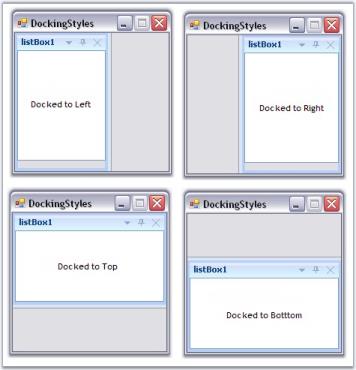 DockingStyles
listBox1
Docked to Left
DockingStyles
listBox1
Docked to Right
DockingStyles
listBox1
Docked to Top
DockingStyles
listBox1
Docked to Botttom